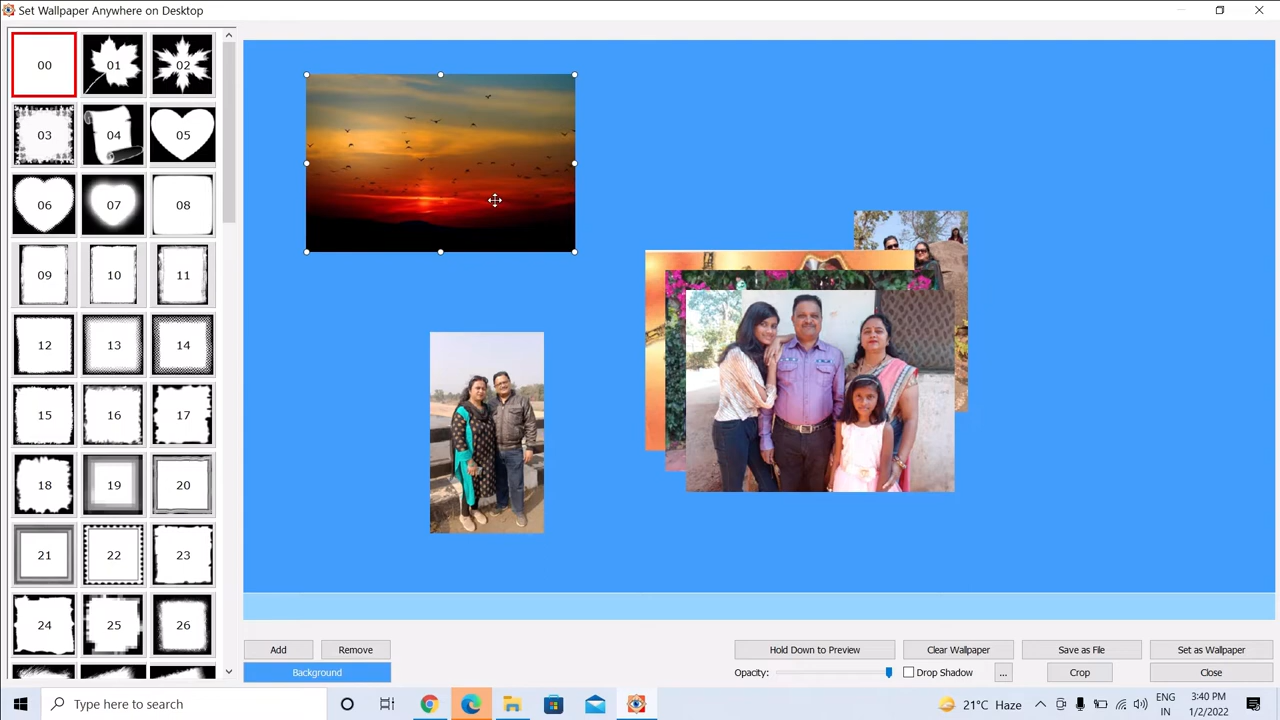 Set Wallpaper Anywhere on Desktop
00 01 02
03 04 05
06 07 08
09 10 11
12 13 14
15 16 17
18 19 20
21 22 23
24 25 26
Add Remove Hold Down to Preview Clear Wallpaper Save as File Set as Wallpaper
Background Opacity: Drop Shadow ... Crop Close
Type here to search 21°C Haze ENG IN 3:40 PM 1/2/2022